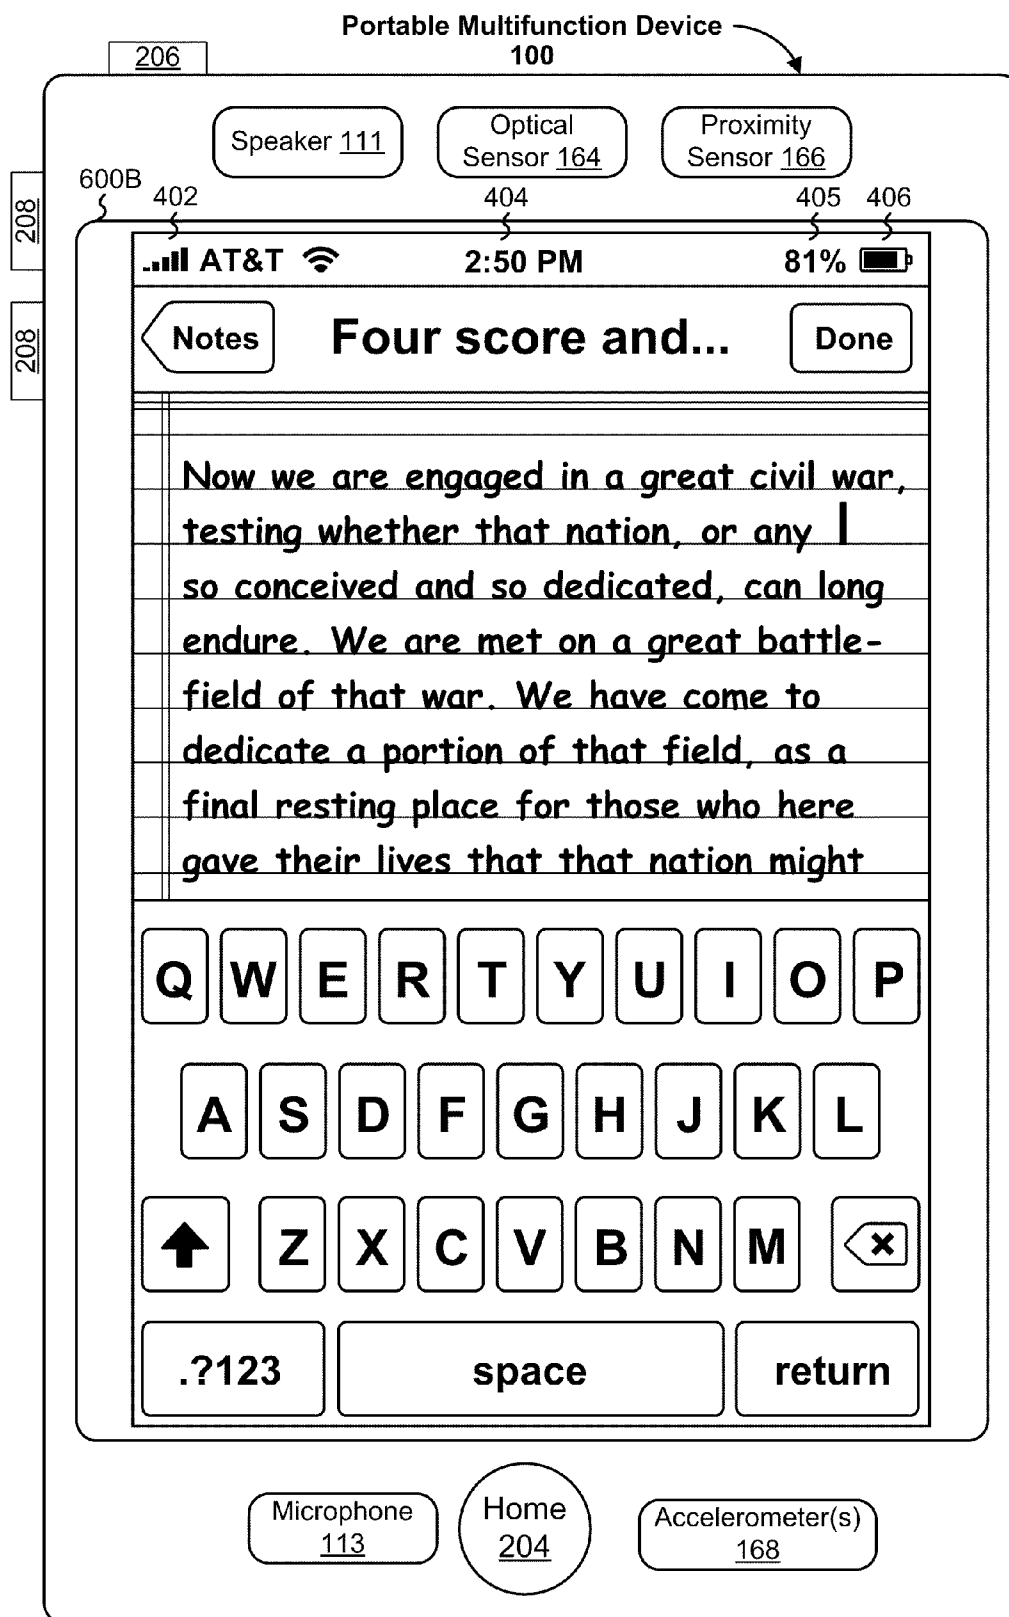 Portable Multifunction Device
100
206
Speaker 111
Optical
Sensor 164
Proximity
Sensor 166
208
208
600B
402
404
405
406
AT&T
2:50 PM
81%
Notes
Four score and...
Done
Now we are engaged in a great civil war,
testing whether that nation, or any
so conceived and so dedicated, can long
endure. We are met on a great battle-
field of that war. We have come to
dedicate a portion of that field, as a
final resting place for those who here
gave their lives that that nation might
Q W E R T Y U I O P
A S D F G H J K L
Z X C V B N M
.?123 space return
Microphone
113
Home
204
Accelerometer(s)
168